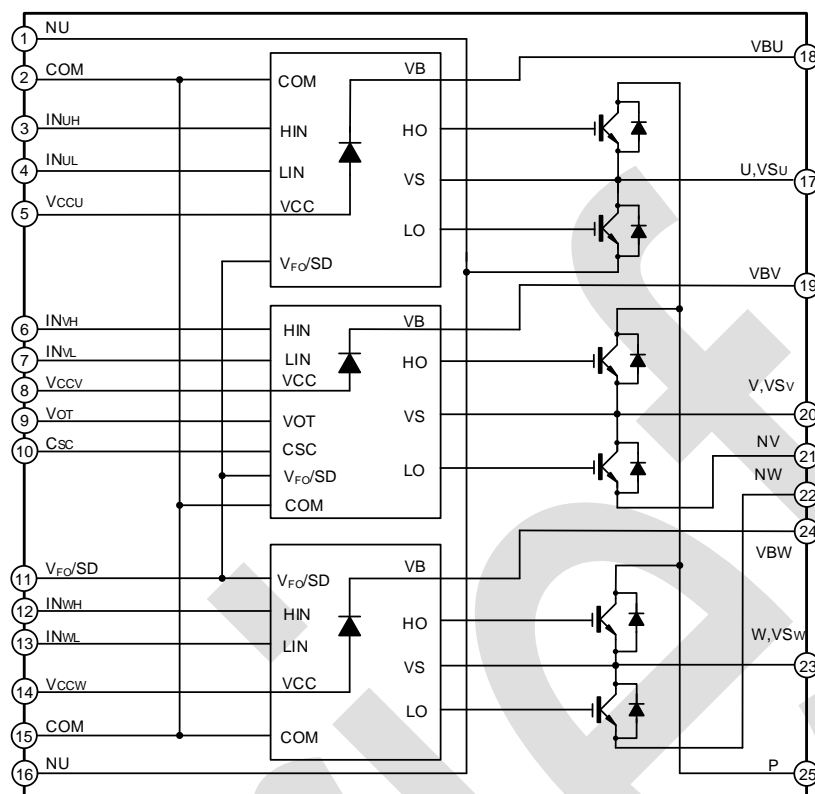 1 NU
2 COM
3 INUH
4 INUL
5 VCCU
6 INVH
7 INVL
8 VCCV
9 VOT
10 CSC
11 VFO/SD
12 INWH
13 INWL
14 VCCW
15 COM
16 NU
COM
HIN
LIN
VCC
VFO/SD
VB
HO
VS
LO
HIN
LIN
VCC
VOT
CSC
VFO/SD
COM
VB
HO
VS
LO
VFO/SD
HIN
LIN
VCC
COM
VB
HO
VS
LO
VBU 18
U,VSU 17
VBV 19
V,VSV 20
NV 21
NW 22
24
VBW
W,VSW 23
P 25